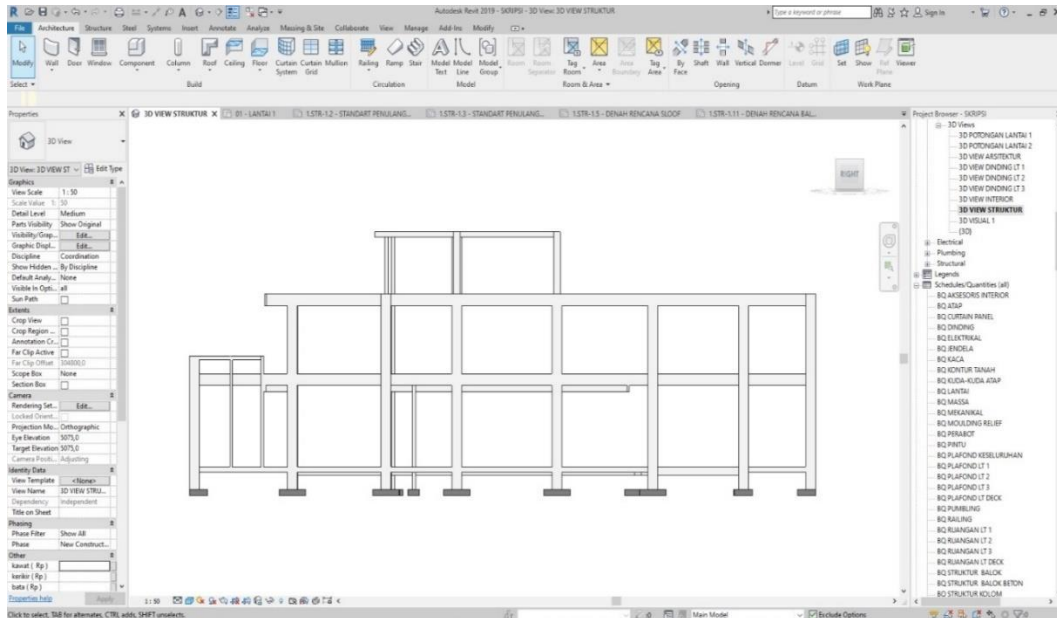 Autodesk Revit 2019 - SKRIPSI - 3D View: 3D VIEW STRUKTUR
Type a keyword or phrase
Sign in
File Architecture Structure Steel Systems Insert Annotate Analyze Massing & Site Collaborate View Manage Add-Ins Modify
Modify Wall Door Window Component Column Roof Ceiling Floor Curtain System Curtain Grid Mullion Railing Ramp Stair Model Text Model Line Model Group Room Room Separator Tag Room Area Area Boundary Tag Area By Face Shaft Wall Vertical Dormer Level Grid Set Show Ref Plane Viewer
Select Build Circulation Model Room & Area Opening Datum Work Plane
Properties
3D VIEW STRUKTUR
01 - LANTAI 1
1.STR-1.2 - STANDART PENULANG...
1.STR-1.3 - STANDART PENULANG...
1.STR-1.5 - DENAH RENCANA SLOOF
1.STR-1.11 - DENAH RENCANA BAL...
Project Browser - SKRIPSI
3D View
3D View: 3D VIEW ST
Edit Type
Graphics
View Scale 1 : 50
Scale Value 1: 50
Detail Level Medium
Parts Visibility Show Original
Visibility/Grap... Edit...
Graphic Displ... Edit...
Discipline Coordination
Show Hidden ... By Discipline
Default Analy... None
Visible In Opti... all
Sun Path
Extents
Crop View
Crop Region ...
Annotation Cr...
Far Clip Active
Far Clip Offset 304800,0
Scope Box None
Section Box
Camera
Rendering Set... Edit...
Locked Orient...
Projection Mo... Orthographic
Eye Elevation 5075,0
Target Elevation 5075,0
Camera Positi... Adjusting
Identity Data
View Template <None>
View Name 3D VIEW STRU...
Dependency Independent
Title on Sheet
Phasing
Phase Filter Show All
Phase New Construct...
Other
kawat ( Rp )
kerikir ( Rp )
bata ( Rp )
Properties help
Apply
RIGHT
3D Views
3D POTONGAN LANTAI 1
3D POTONGAN LANTAI 2
3D VIEW ARSITEKTUR
3D VIEW DINDING LT 1
3D VIEW DINDING LT 2
3D VIEW DINDING LT 3
3D VIEW INTERIOR
3D VIEW STRUKTUR
3D VISUAL 1
{3D}
Electrical
Plumbing
Structural
Legends
Schedules/Quantities (all)
BQ AKSESORIS INTERIOR
BQ ATAP
BQ CURTAIN PANEL
BQ DINDING
BQ ELEKTRIKAL
BQ JENDELA
BQ KACA
BQ KONTUR TANAH
BQ KUDA-KUDA ATAP
BQ LANTAI
BQ MASSA
BQ MEKANIKAL
BQ MOULDING RELIEF
BQ PERABOT
BQ PINTU
BQ PLAFOND KESELURUHAN
BQ PLAFOND LT 1
BQ PLAFOND LT 2
BQ PLAFOND LT 3
BQ PLAFOND LT DECK
BQ PUMBLING
BQ RAILING
BQ RUANGAN LT 1
BQ RUANGAN LT 2
BQ RUANGAN LT 3
BQ RUANGAN LT DECK
BQ STRUKTUR BALOK
BQ STRUKTUR BALOK BETON
BQ STRUKTUR KOLOM
1 : 50
Click to select, TAB for alternates, CTRL adds, SHIFT unselects.
Main Model
Exclude Options